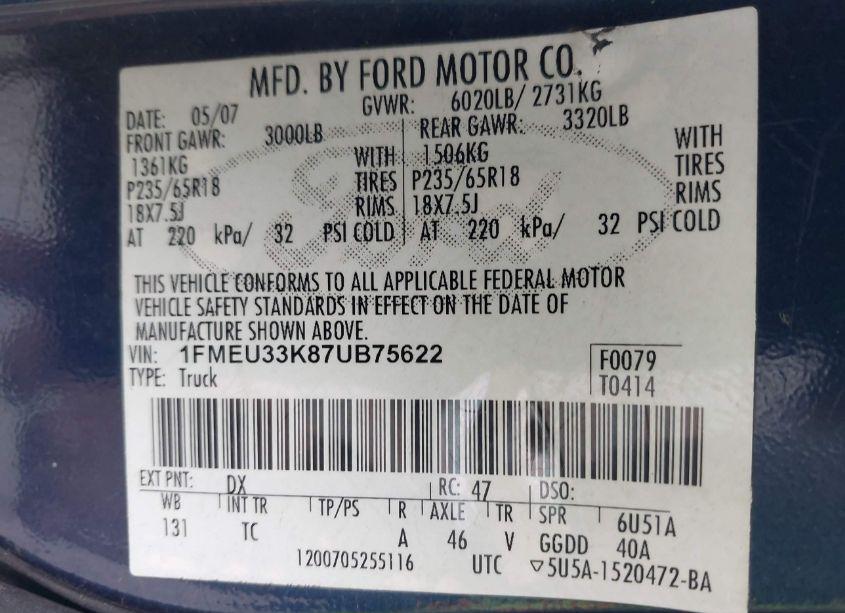 MFD. BY FORD MOTOR CO.
DATE: 05/07 GVWR: 6020LB/ 2731KG
FRONT GAWR: 3000LB REAR GAWR: 3320LB
1361KG WITH 1506KG WITH
P235/65R18 TIRES P235/65R18 TIRES
18X7.5J RIMS 18X7.5J RIMS
AT 220 kPa/ 32 PSI COLD AT 220 kPa/ 32 PSI COLD
Ford
THIS VEHICLE CONFORMS TO ALL APPLICABLE FEDERAL MOTOR
VEHICLE SAFETY STANDARDS IN EFFECT ON THE DATE OF
MANUFACTURE SHOWN ABOVE.
VIN: 1FMEU33K87UB75622 F0079
TYPE: Truck T0414
EXT PNT: DX RC: 47 DSO:
WB INT TR TP/PS R AXLE TR SPR 6U51A
131 TC A 46 V GGDD 40A
1200705255116 UTC ▽5U5A-1520472-BA